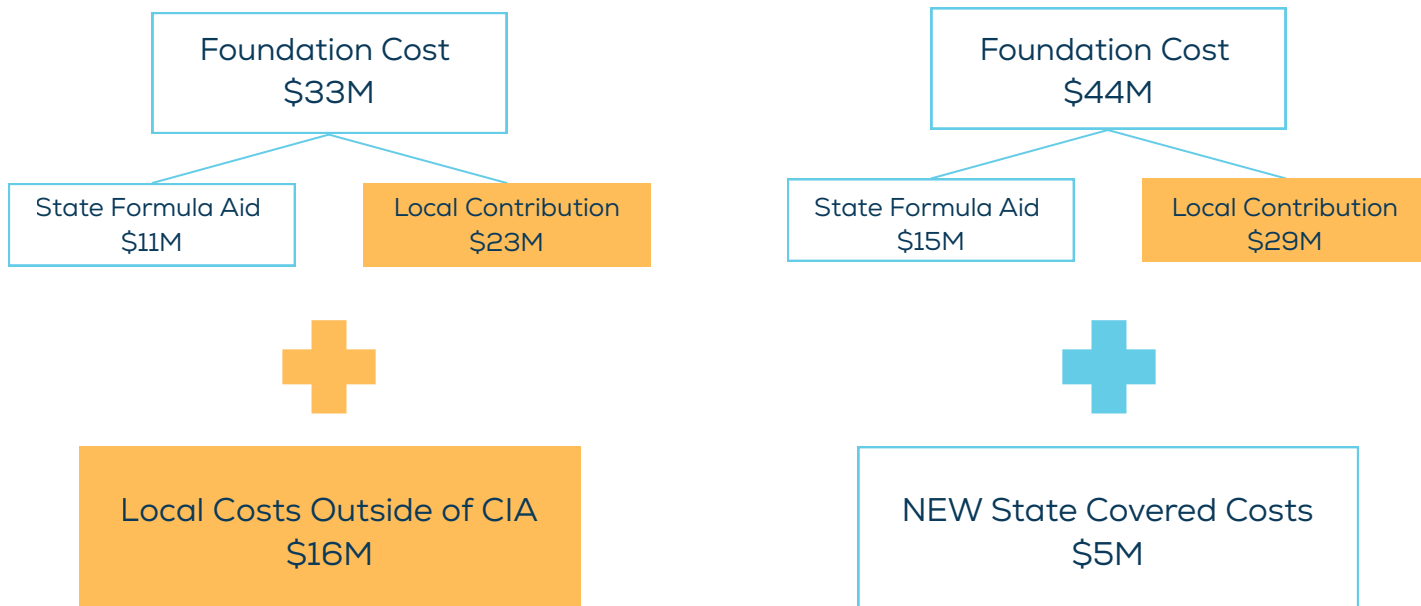 Foundation Cost
$33M
State Formula Aid
$11M
Local Contribution
$23M
Local Costs Outside of CIA
$16M
Foundation Cost
$44M
State Formula Aid
$15M
Local Contribution
$29M
NEW State Covered Costs
$5M